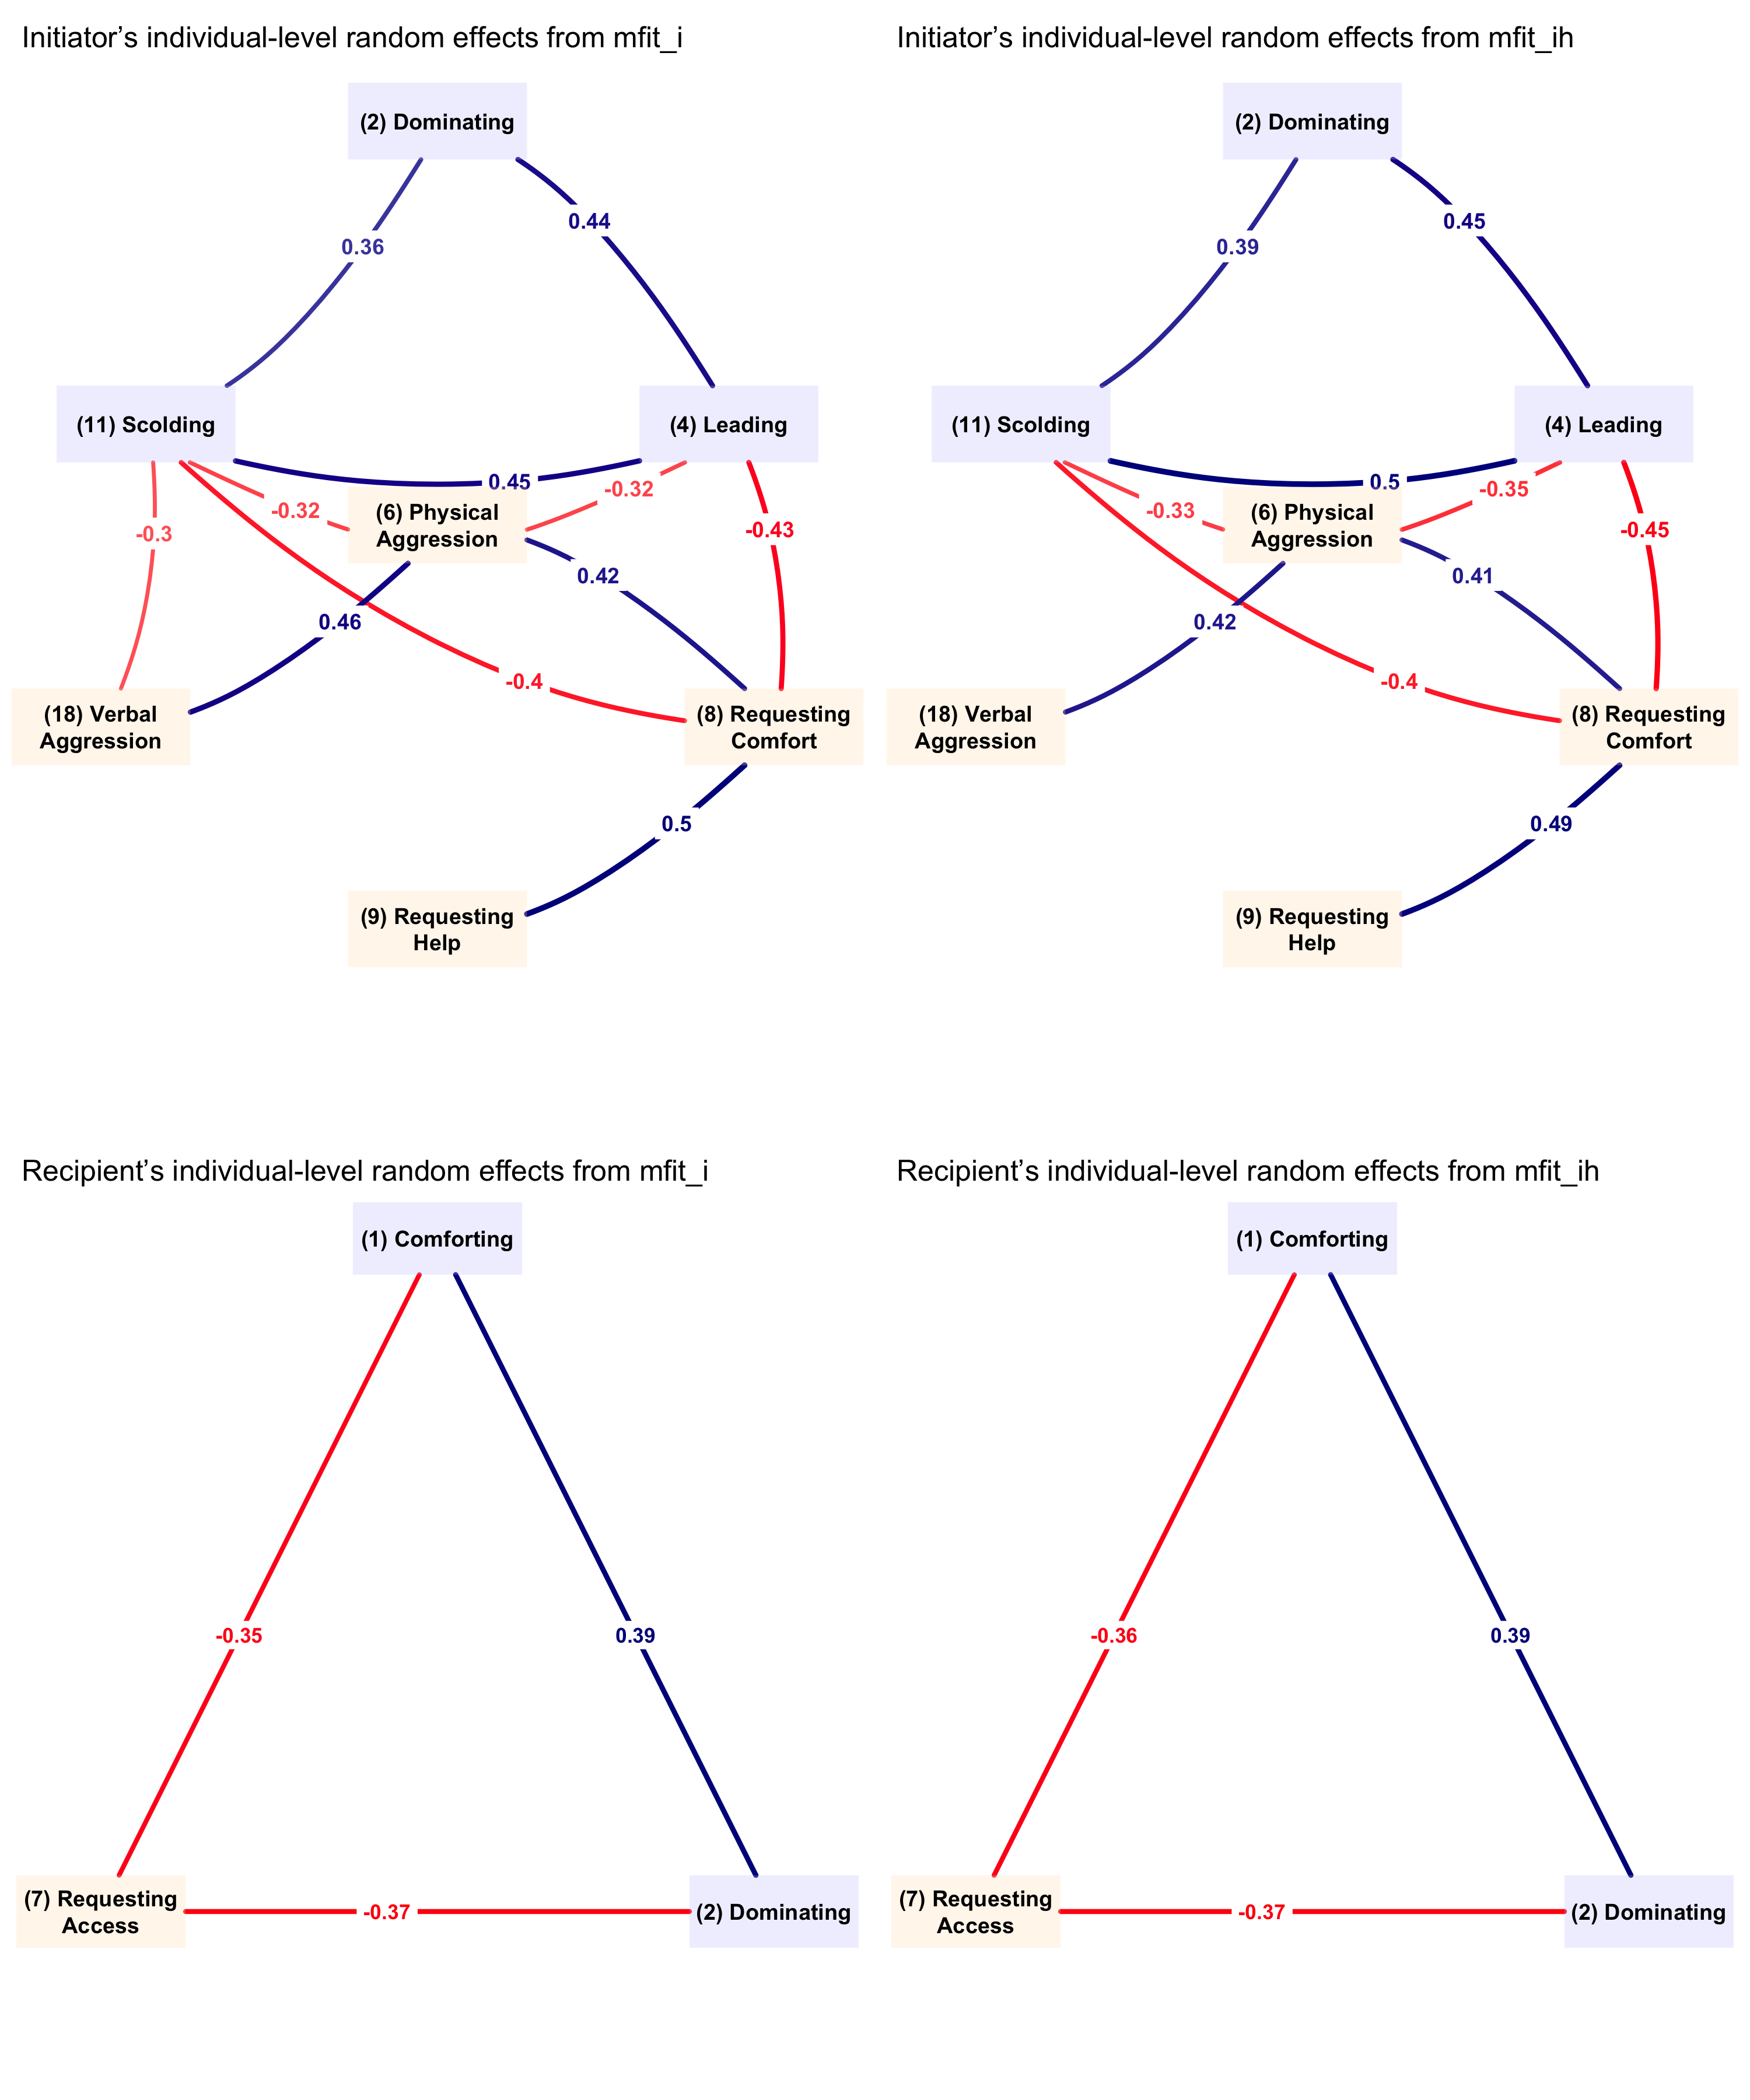 Initiator’s individual-level random effects from mfit_i
(2) Dominating
0.44
0.36
(11) Scolding
(4) Leading
0.45
-0.32
-0.32
(6) Physical
Aggression
-0.3
-0.43
0.42
0.46
-0.4
(18) Verbal
Aggression
(8) Requesting
Comfort
0.5
(9) Requesting
Help
Initiator’s individual-level random effects from mfit_ih
(2) Dominating
0.45
0.39
(11) Scolding
(4) Leading
0.5
-0.35
-0.33
(6) Physical
Aggression
-0.45
0.41
0.42
-0.4
(18) Verbal
Aggression
(8) Requesting
Comfort
0.49
(9) Requesting
Help
Recipient’s individual-level random effects from mfit_i
(1) Comforting
-0.35
0.39
(7) Requesting
Access
-0.37
(2) Dominating
Recipient’s individual-level random effects from mfit_ih
(1) Comforting
-0.36
0.39
(7) Requesting
Access
-0.37
(2) Dominating